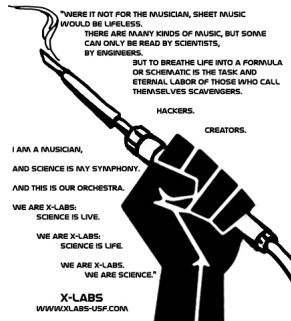 "WERE IT NOT FOR THE MUSICIAN, SHEET MUSIC
WOULD BE LIFELESS.
THERE ARE MANY KINDS OF MUSIC, BUT SOME
CAN ONLY BE READ BY SCIENTISTS,
BY ENGINEERS.
BUT TO BREATHE LIFE INTO A FORMULA
OR SCHEMATIC IS THE TASK AND
ETERNAL LABOR OF THOSE WHO CALL
THEMSELVES SCAVENGERS.
HACKERS.
CREATORS.
I AM A MUSICIAN,
AND SCIENCE IS MY SYMPHONY.
AND THIS IS OUR ORCHESTRA.
WE ARE X-LABS:
SCIENCE IS LIVE.
WE ARE X-LABS:
SCIENCE IS LIFE.
WE ARE X-LABS.
WE ARE SCIENCE."
X-LABS
WWW.XLABS-USF.COM